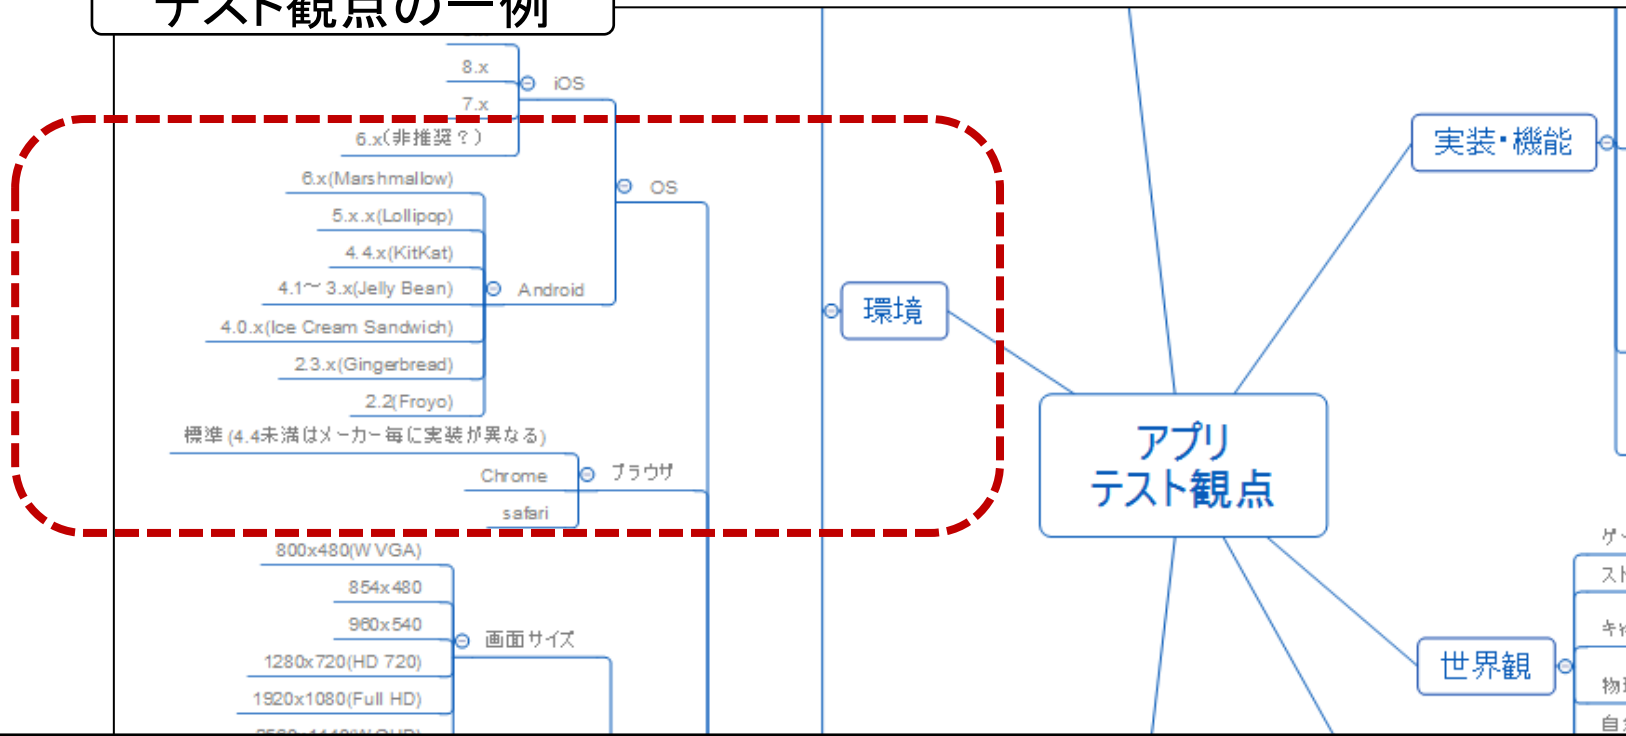 テスト観点の一例
8.x
iOS
7.x
6.x(非推奨？)
6.x(Marshmallow)
OS
5.x.x(Lollipop)
4.4.x(KitKat)
4.1～3.x(Jelly Bean)
Android
4.0.x(Ice Cream Sandwich)
2.3.x(Gingerbread)
2.2(Froyo)
標準(4.4未満はメーカー毎に実装が異なる)
Chrome
ブラウザ
safari
800x480(WVGA)
854x480
960x540
画面サイズ
1280x720(HD 720)
1920x1080(Full HD)
環境
アプリ
テスト観点
実装・機能
世界観